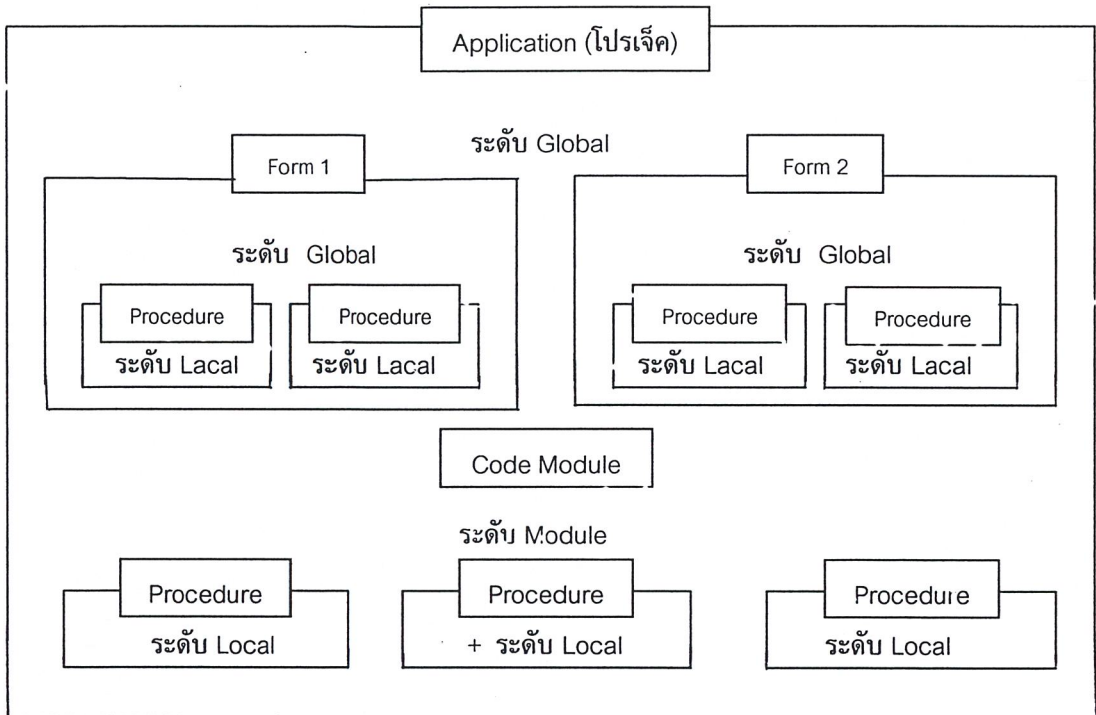 Application (โปรเจ็ค)
ระดับ Global
Form 1
Form 2
ระดับ Global
ระดับ Global
Procedure
Procedure
Procedure
Procedure
ระดับ Lacal
ระดับ Lacal
ระดับ Lacal
ระดับ Lacal
Code Module
ระดับ Module
Procedure
Procedure
Procedure
ระดับ Local
+ ระดับ Local
ระดับ Local